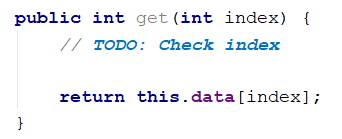 public int get(int index) {
// TODO: Check index
return this.data[index];
}